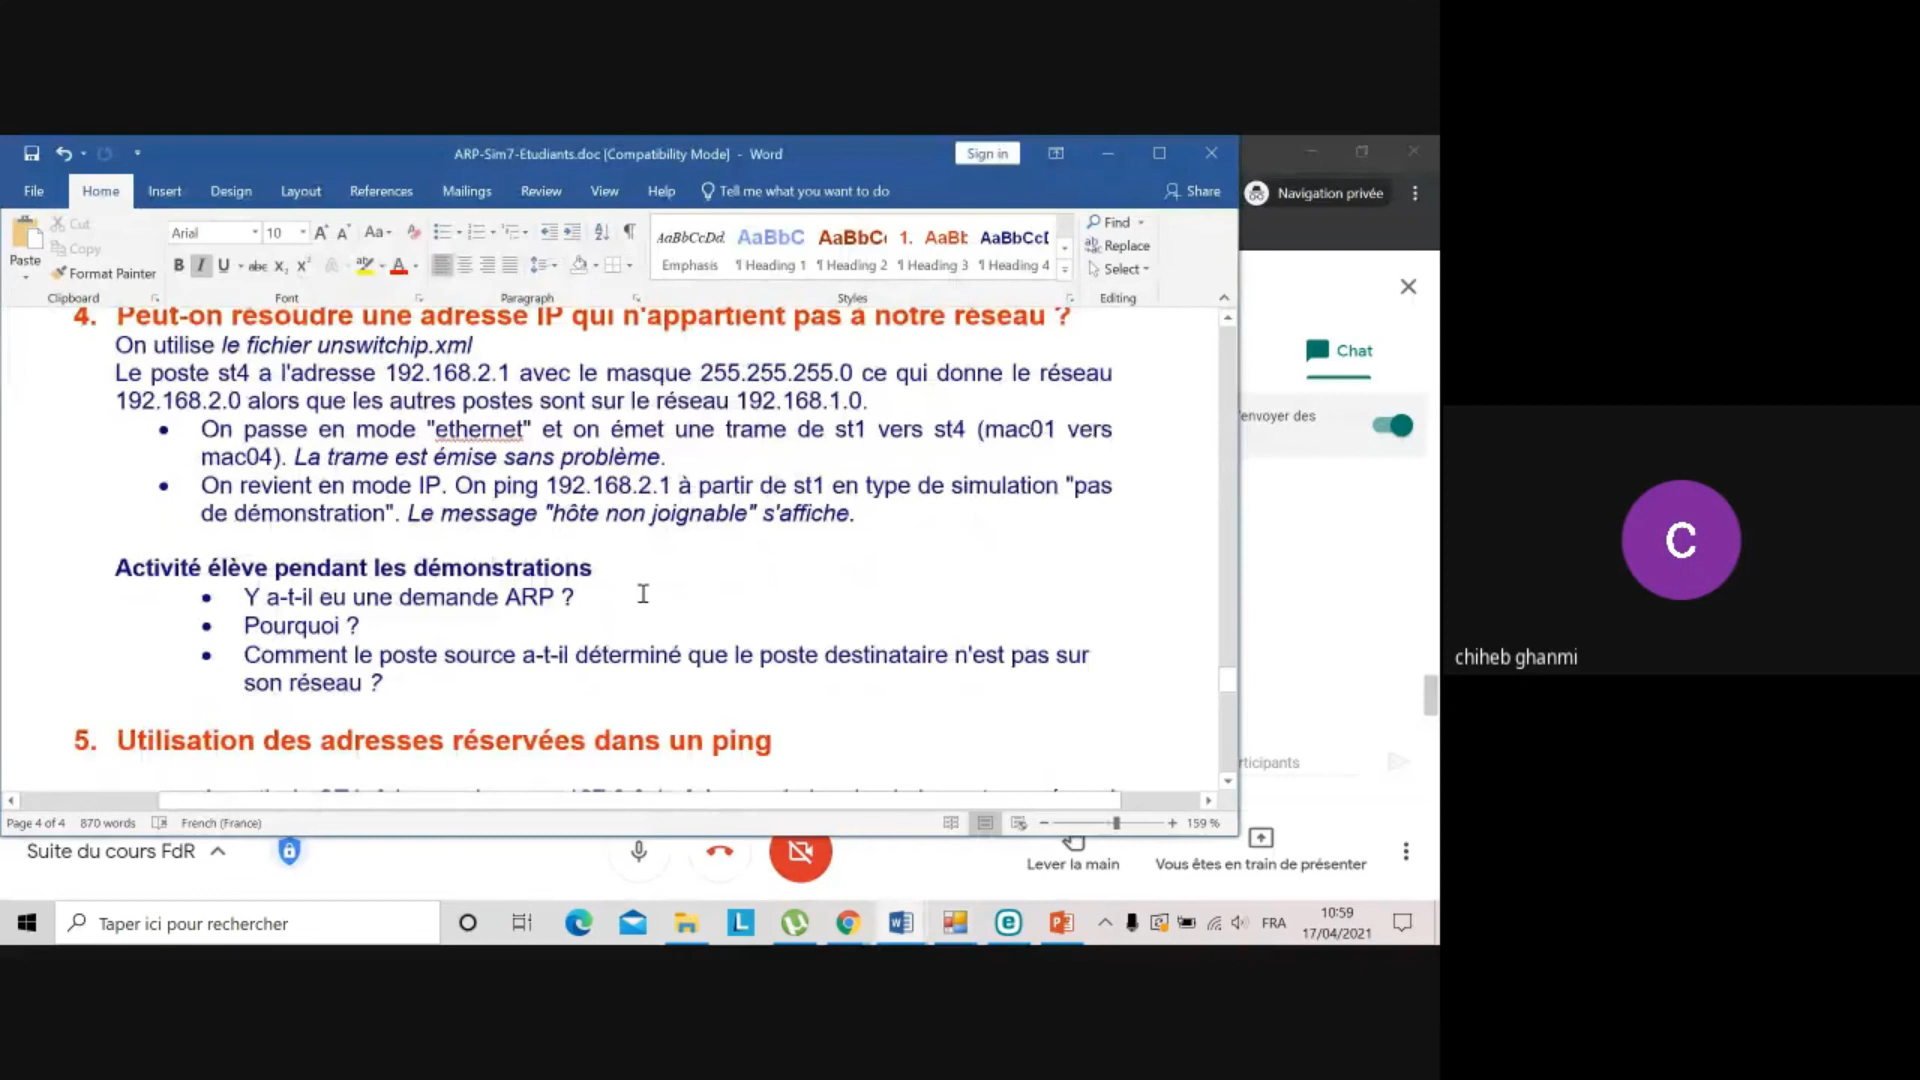 ARP-Sim7-Etudiants.doc [Compatibility Mode] - Word
Sign in
File Home Insert Design Layout References Mailings Review View Help Tell me what you want to do Share
Navigation privée
Paste
Cut
Copy
Format Painter
Clipboard
Arial 10
Font
Paragraph
AaBbCcDd. AaBbC AaBbC AaBb AaBbCcD
Emphasis ¶ Heading 1 ¶ Heading 2 ¶ Heading 3 ¶ Heading 4
Styles
Find
Replace
Select
Editing
4. Peut-on résoudre une adresse IP qui n'appartient pas à notre réseau ?
On utilise le fichier unswitchip.xml
Le poste st4 a l'adresse 192.168.2.1 avec le masque 255.255.255.0 ce qui donne le réseau
192.168.2.0 alors que les autres postes sont sur le réseau 192.168.1.0.
• On passe en mode "ethernet" et on émet une trame de st1 vers st4 (mac01 vers
mac04). La trame est émise sans problème.
• On revient en mode IP. On ping 192.168.2.1 à partir de st1 en type de simulation "pas
de démonstration". Le message "hôte non joignable" s'affiche.
Activité élève pendant les démonstrations
• Y a-t-il eu une demande ARP ?
• Pourquoi ?
• Comment le poste source a-t-il déterminé que le poste destinataire n'est pas sur
son réseau ?
5. Utilisation des adresses réservées dans un ping
Page 4 of 4 870 words French (France) 159 %
Chat
envoyer des
rticipants
Suite du cours FdR
Lever la main
Vous êtes en train de présenter
Taper ici pour rechercher
FRA
10:59
17/04/2021
C
chiheb ghanmi